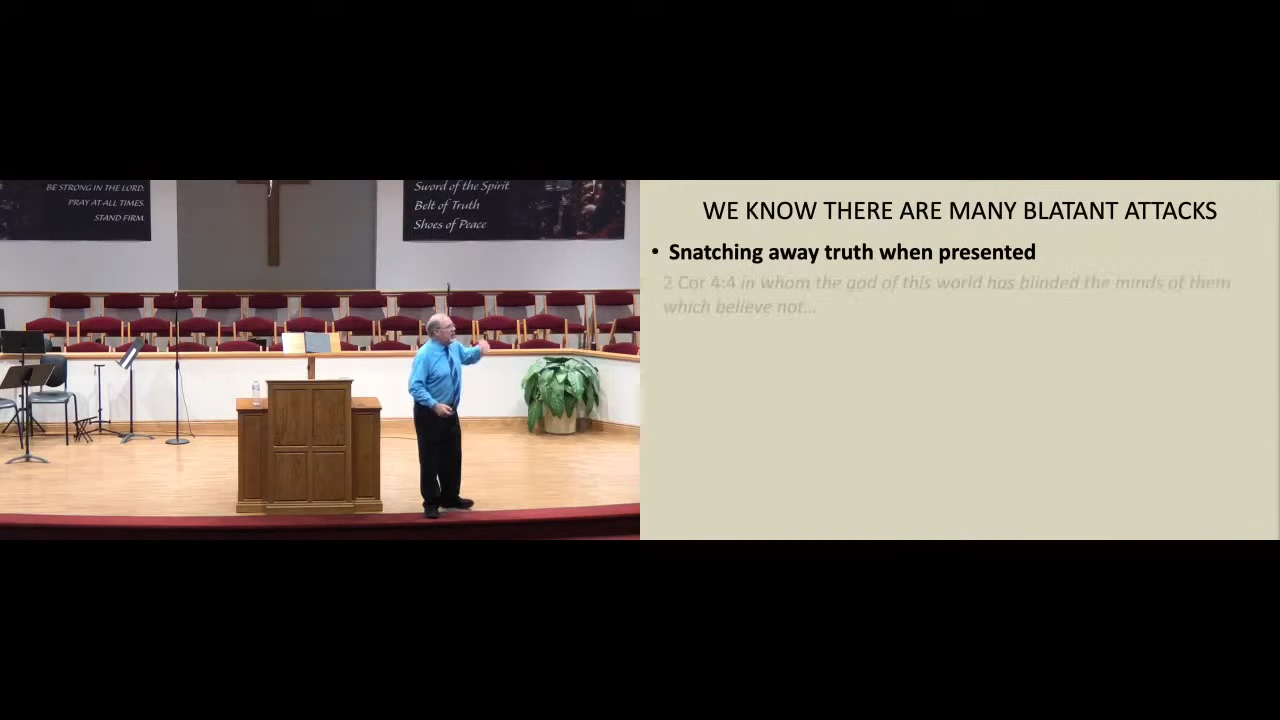 BE STRONG IN THE LORD.
PRAY AT ALL TIMES.
STAND FIRM.
Sword of the Spirit
Belt of Truth
Shoes of Peace
WE KNOW THERE ARE MANY BLATANT ATTACKS
• Snatching away truth when presented
2 Cor 4:4 in whom the god of this world has blinded the minds of them
which believe not...